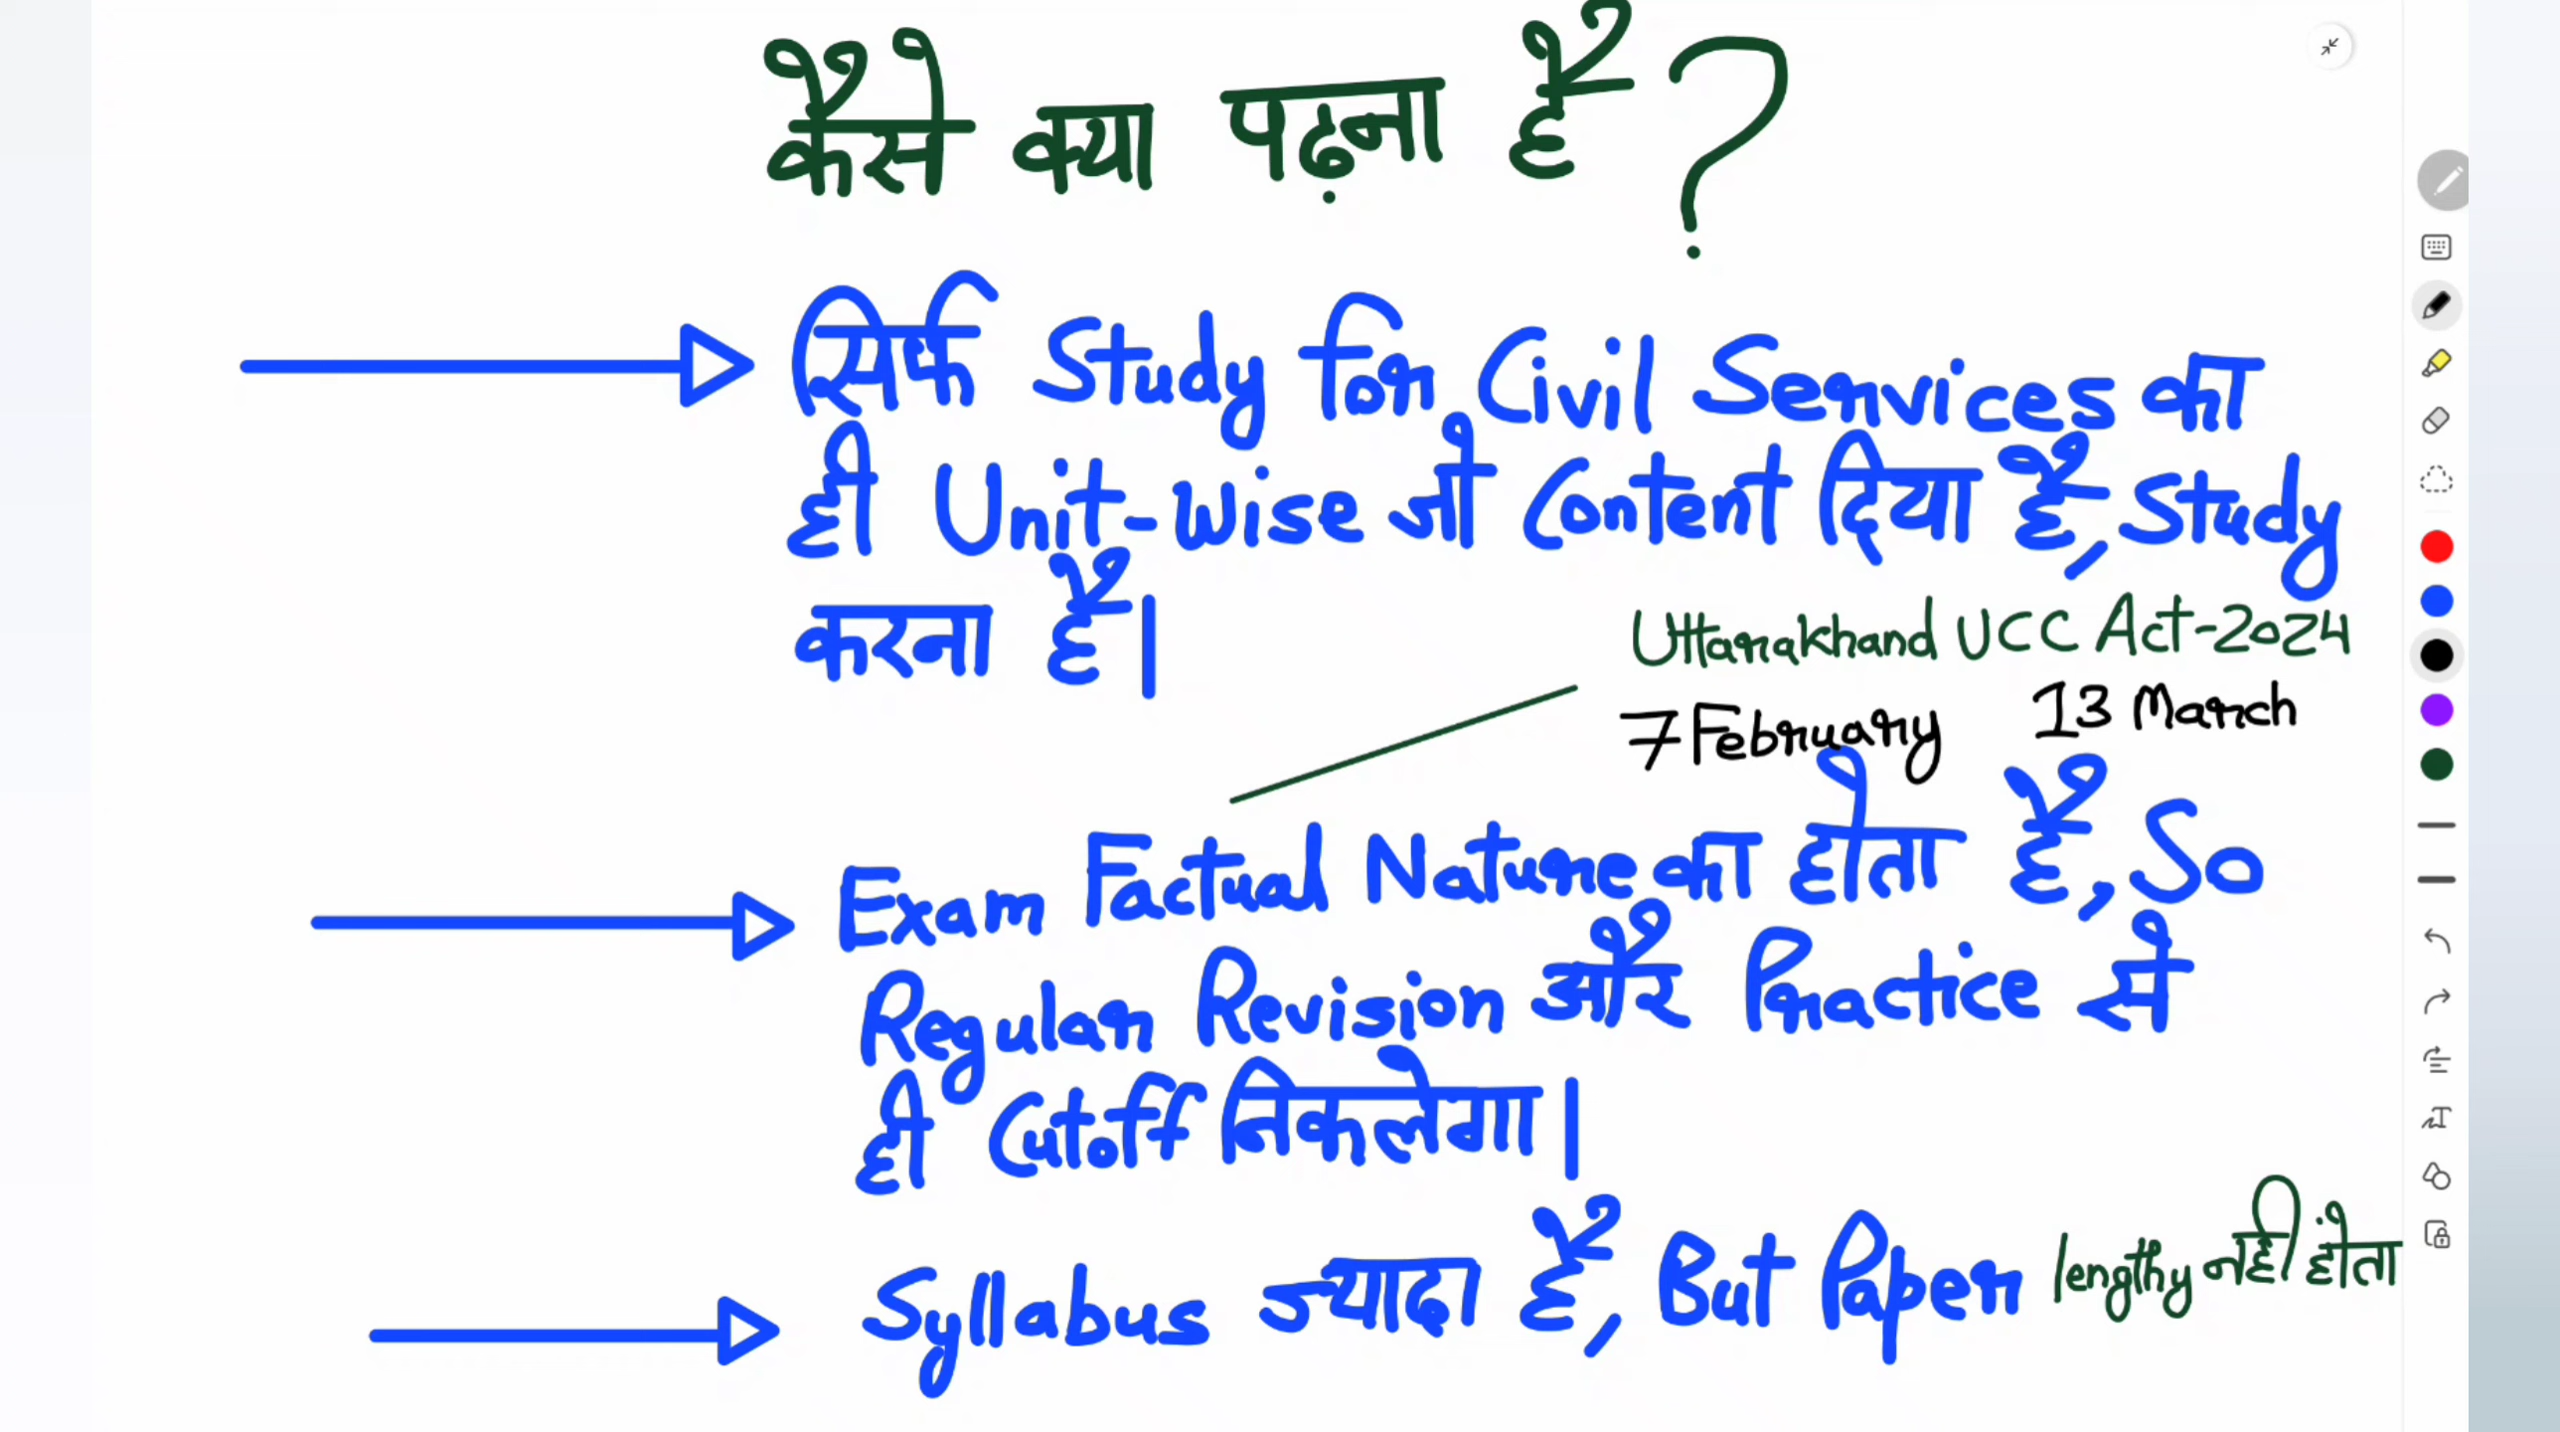 कैसे क्या पढ़ना है ?
सिर्फ Study for Civil Services का
ही Unit-Wise जो Content दिया है, Study
करना है|
Uttarakhand UCC Act-2024
7 February 13 March
Exam Factual Nature का होता है, So
Regular Revision और Practice से
ही Cutoff निकलेगा|
Syllabus ज्यादा है, But Paper lengthy नही होता